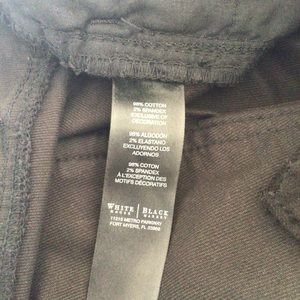 98% COTTON
2% SPANDEX
EXCLUSIVE OF
DECORATION
98% ALGODÓN
2% ELASTANO
EXCLUYENDO LOS
ADORNOS
98% COTON
2% SPANDEX
À L'EXCEPTION DES
MOTIFS DÉCORATIFS
WHITE | BLACK
HOUSE | MARKET
11215 METRO PARKWAY
FORT MYERS, FL 33966